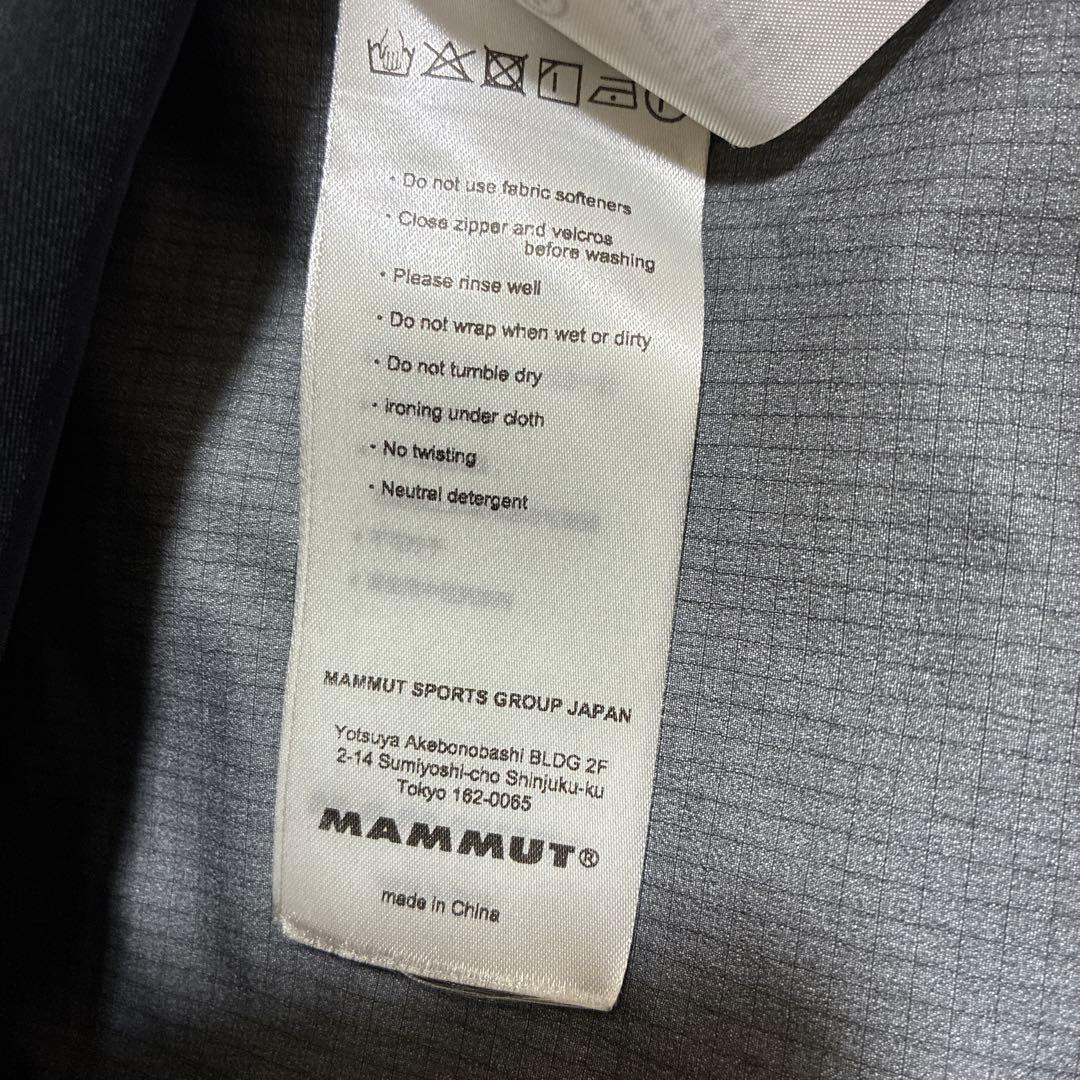 • Do not use fabric softeners
• Close zipper and velcros
before washing
• Please rinse well
• Do not wrap when wet or dirty
• Do not tumble dry
• ironing under cloth
• No twisting
• Neutral detergent
MAMMUT SPORTS GROUP JAPAN
Yotsuya Akebonobashi BLDG 2F
2-14 Sumiyoshi-cho Shinjuku-ku
Tokyo 162-0065
MAMMUT®
made in China